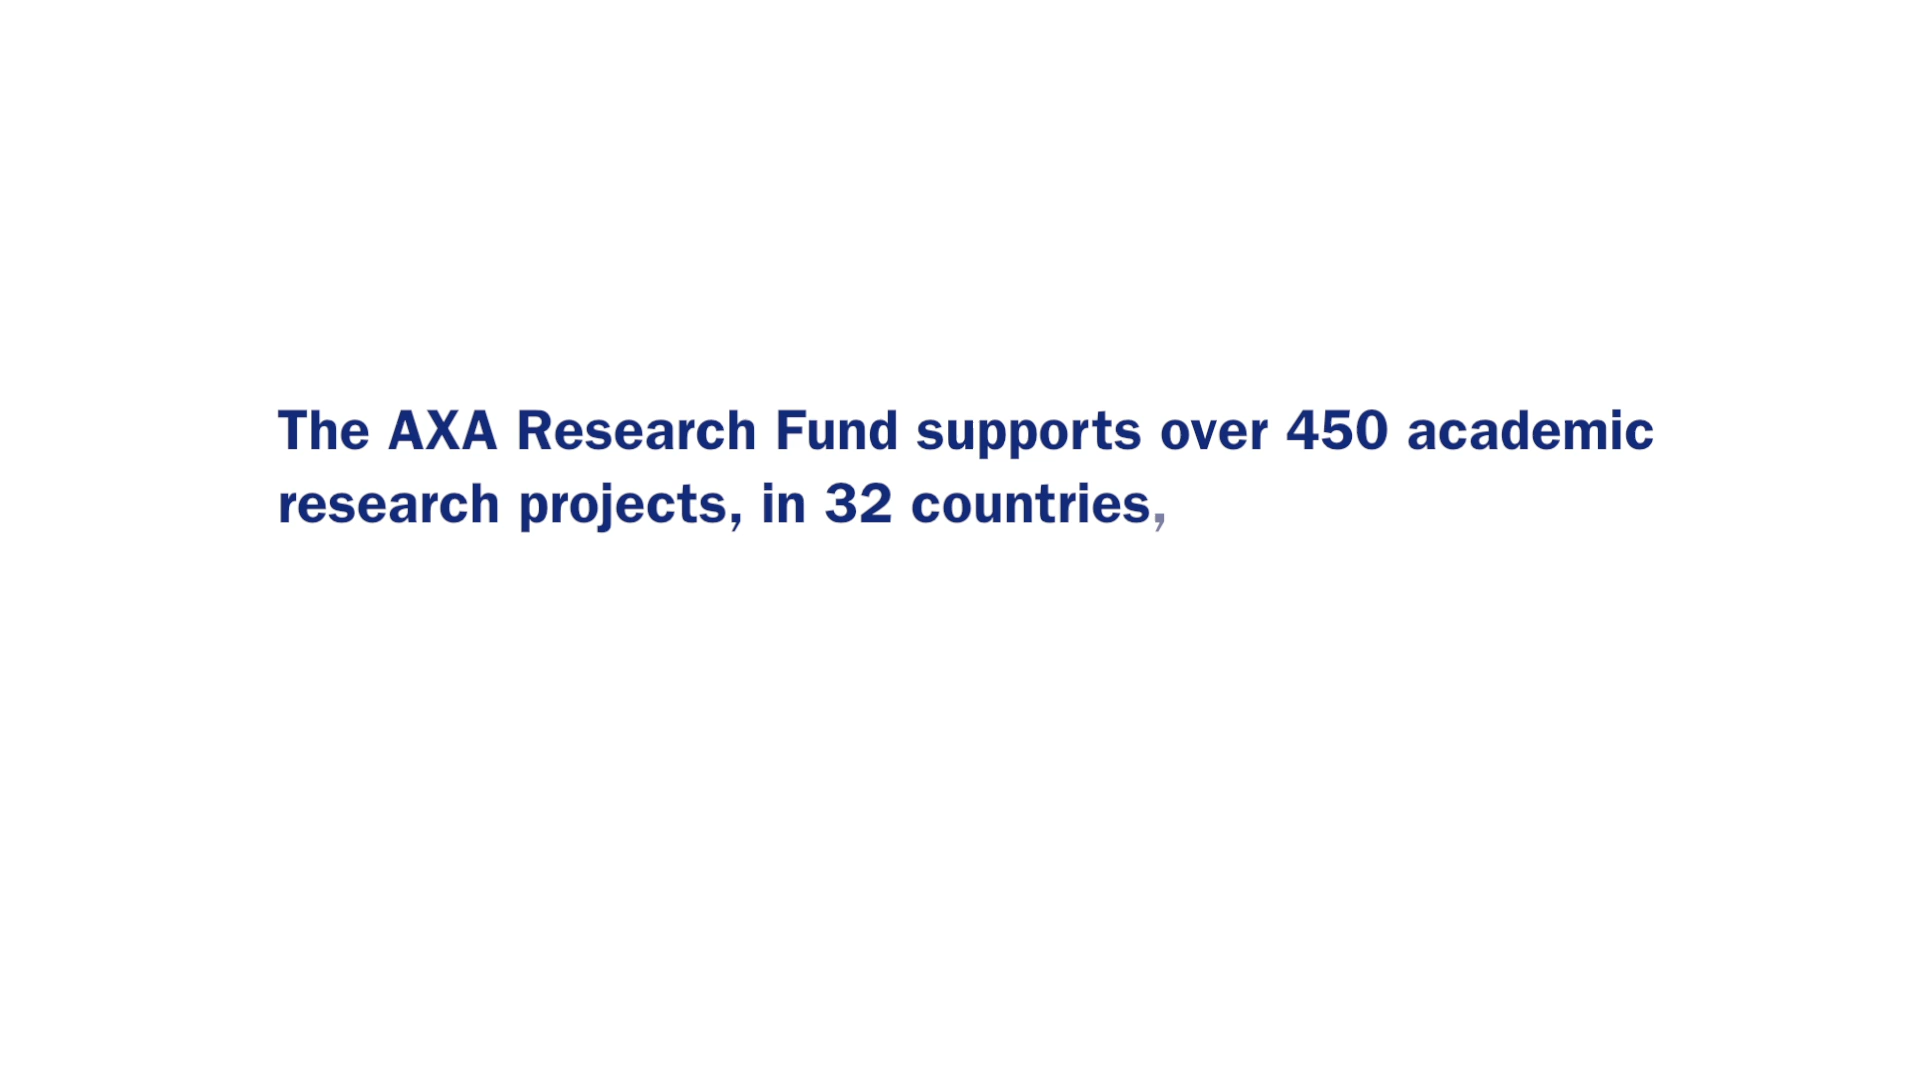 The AXA Research Fund supports over 450 academic
research projects, in 32 countries,